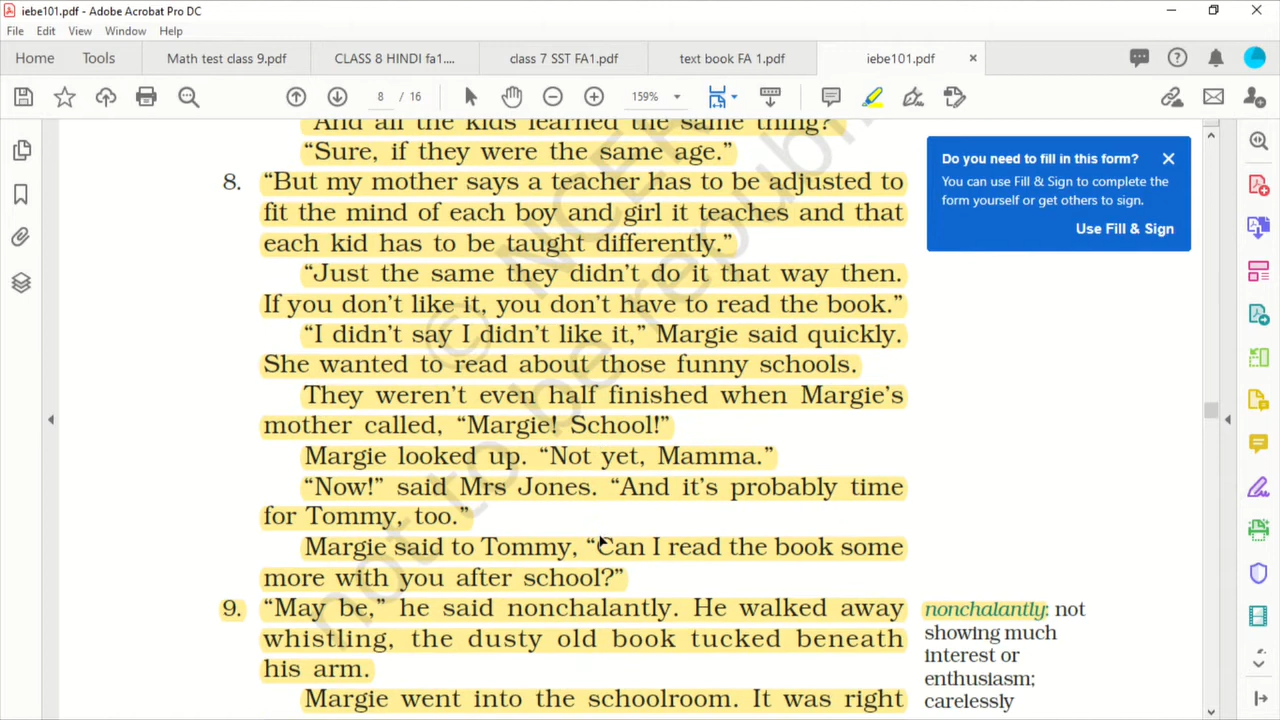 iebe101.pdf - Adobe Acrobat Pro DC
File Edit View Window Help
Home Tools Math test class 9.pdf CLASS 8 HINDI fa1.... class 7 SST FA1.pdf text book FA 1.pdf iebe101.pdf
8 / 16 159%
“And all the kids learned the same thing?”
“Sure, if they were the same age.”
8. “But my mother says a teacher has to be adjusted to
fit the mind of each boy and girl it teaches and that
each kid has to be taught differently.”
“Just the same they didn’t do it that way then.
If you don’t like it, you don’t have to read the book.”
“I didn’t say I didn’t like it,” Margie said quickly.
She wanted to read about those funny schools.
They weren’t even half finished when Margie’s
mother called, “Margie! School!”
Margie looked up. “Not yet, Mamma.”
“Now!” said Mrs Jones. “And it’s probably time
for Tommy, too.”
Margie said to Tommy, “Can I read the book some
more with you after school?”
9. “May be,” he said nonchalantly. He walked away
whistling, the dusty old book tucked beneath
his arm.
Margie went into the schoolroom. It was right
nonchalantly: not
showing much
interest or
enthusiasm;
carelessly
Do you need to fill in this form?
You can use Fill & Sign to complete the
form yourself or get others to sign.
Use Fill & Sign
© NCER
not to be republi